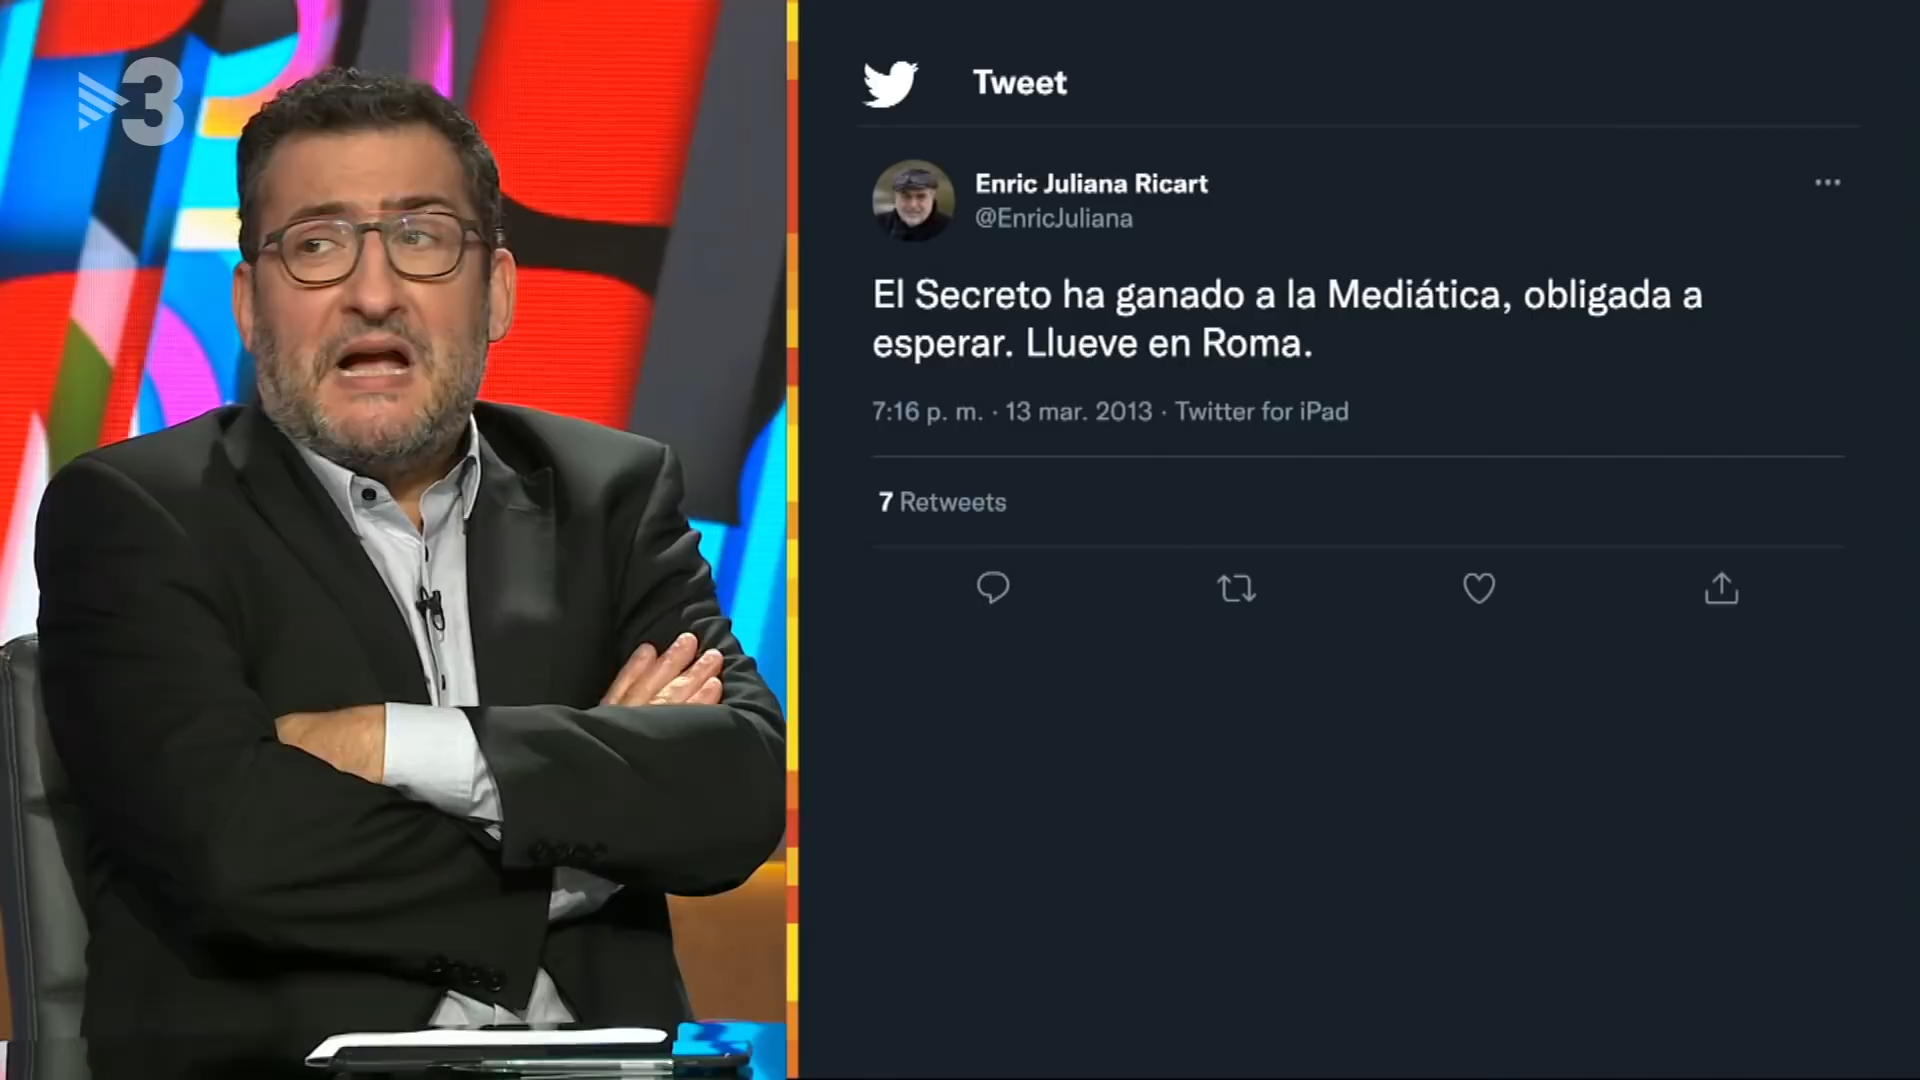 3
Tweet
Enric Juliana Ricart
@EnricJuliana
El Secreto ha ganado a la Mediática, obligada a
esperar. Llueve en Roma.
7:16 p. m. · 13 mar. 2013 · Twitter for iPad
7 Retweets